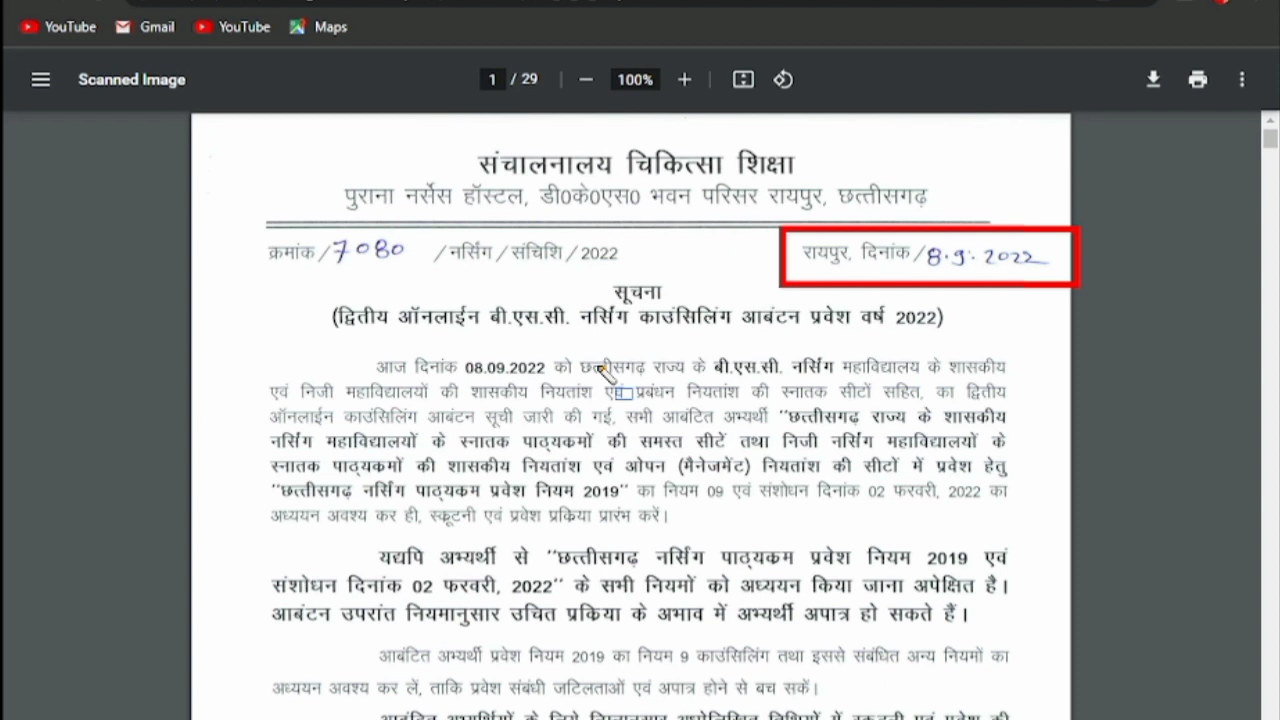 YouTube Gmail YouTube Maps
Scanned Image 1 / 29 100%
संचालनालय चिकित्सा शिक्षा
पुराना नर्सेस हॉस्टल, डी0के0एस0 भवन परिसर रायपुर, छत्तीसगढ़
क्रमांक /7080 /नर्सिंग/संचिशि/2022 रायपुर, दिनांक/8.9.2022
सूचना
(द्वितीय ऑनलाईन बी.एस.सी. नर्सिंग काउंसिलिंग आबंटन प्रवेश वर्ष 2022)
आज दिनांक 08.09.2022 को छत्तीसगढ़ राज्य के बी.एस.सी. नर्सिंग महाविद्यालय के शासकीय
एवं निजी महाविद्यालयों की शासकीय नियतांश एवं प्रबंधन नियतांश की स्नातक सीटों सहित, का द्वितीय
ऑनलाईन काउंसिलिंग आबंटन सूची जारी की गई, सभी आबंटित अभ्यर्थी "छत्तीसगढ़ राज्य के शासकीय
नर्सिंग महाविद्यालयों के स्नातक पाठ्यकमों की समस्त सीटें तथा निजी नर्सिंग महाविद्यालयों के
स्नातक पाठ्यकमों की शासकीय नियतांश एवं ओपन (मैनेजमेंट) नियतांश की सीटों में प्रवेश हेतु
"छत्तीसगढ़ नर्सिंग पाठ्यकम प्रवेश नियम 2019" का नियम 09 एवं संशोधन दिनांक 02 फरवरी, 2022 का
अध्ययन अवश्य कर ही, स्कूटनी एवं प्रवेश प्रकिया प्रारंभ करें।
यद्यपि अभ्यर्थी से "छत्तीसगढ़ नर्सिंग पाठ्यकम प्रवेश नियम 2019 एवं
संशोधन दिनांक 02 फरवरी, 2022" के सभी नियमों को अध्ययन किया जाना अपेक्षित है।
आबंटन उपरांत नियमानुसार उचित प्रकिया के अभाव में अभ्यर्थी अपात्र हो सकते हैं।
आबंटित अभ्यर्थी प्रवेश नियम 2019 का नियम 9 काउंसिलिंग तथा इससे संबंधित अन्य नियमों का
अध्ययन अवश्य कर लें, ताकि प्रवेश संबंधी जटिलताओं एवं अपात्र होने से बच सकें।